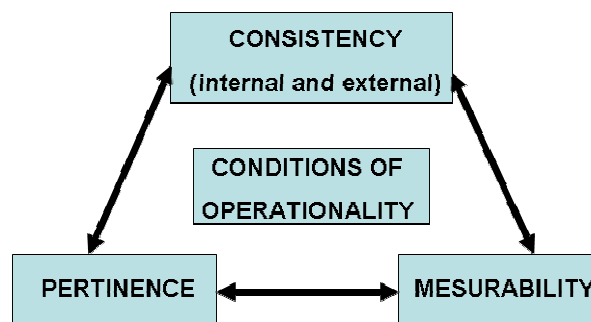 CONSISTENCY
(internal and external)
CONDITIONS OF
OPERATIONALITY
PERTINENCE
MESURABILITY